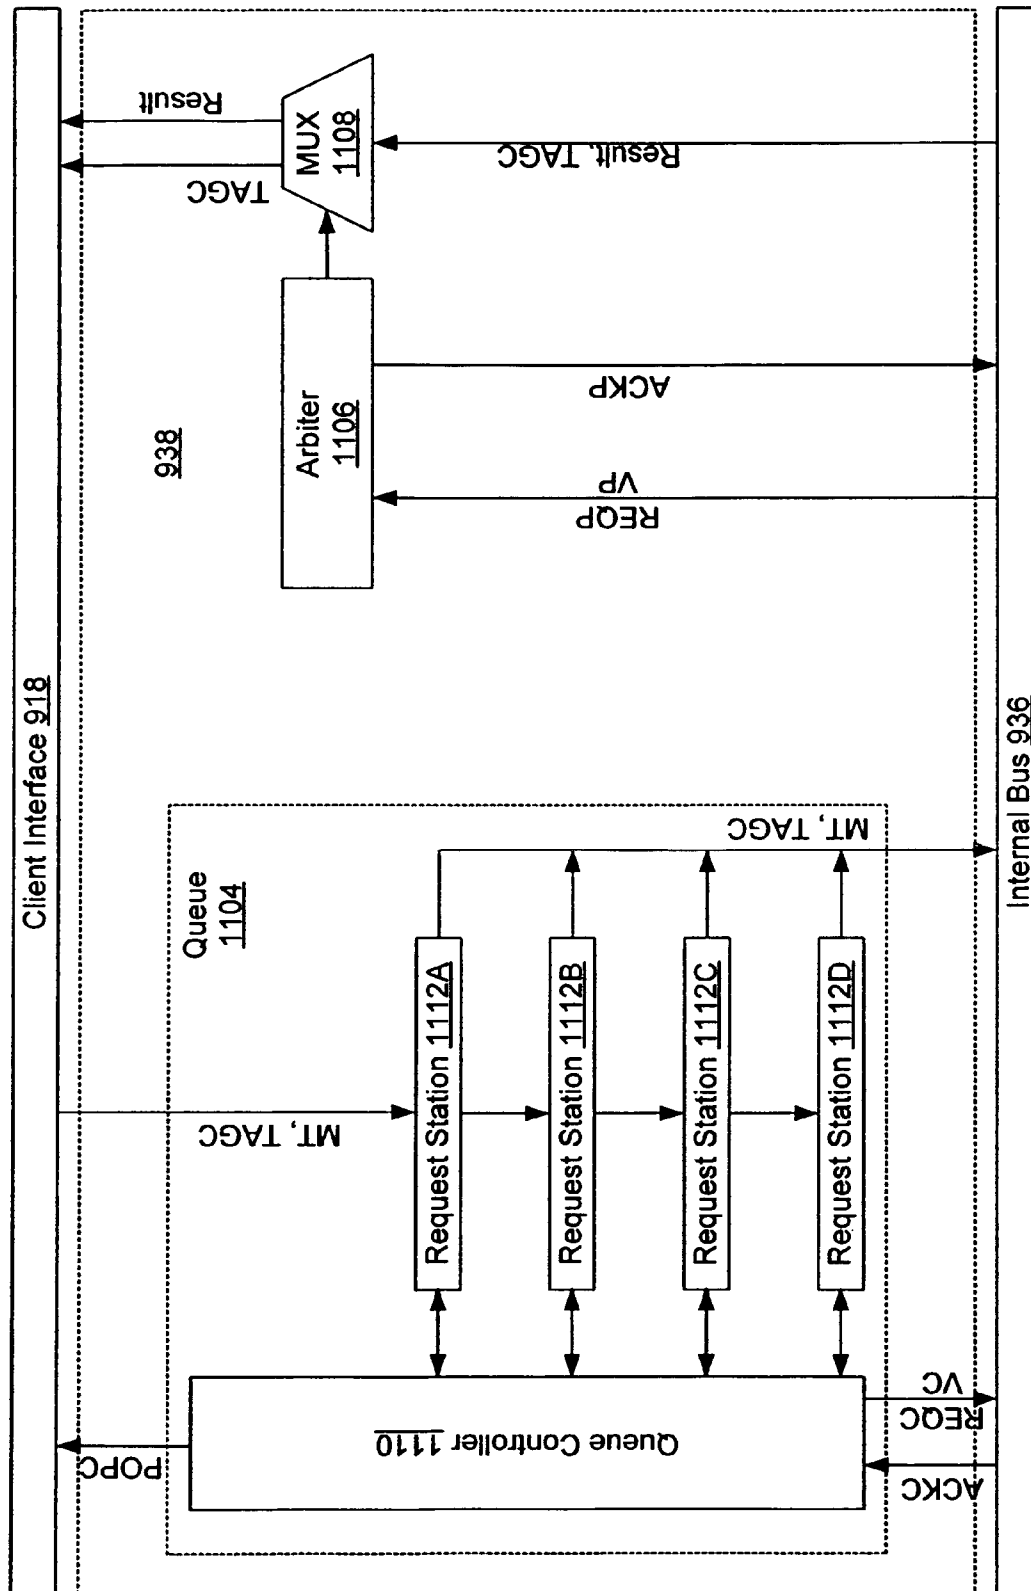 Client Interface 918
Result
TAGC
MUX
1108
Result, TAGC
938
Arbiter
1106
ACKP
VP
REQP
Queue
1104
MT, TAGC
MT, TAGC
Request Station 1112A
Request Station 1112B
Request Station 1112C
Request Station 1112D
Queue Controller 1110
POPC
VC
REQC
ACKC
Internal Bus 936